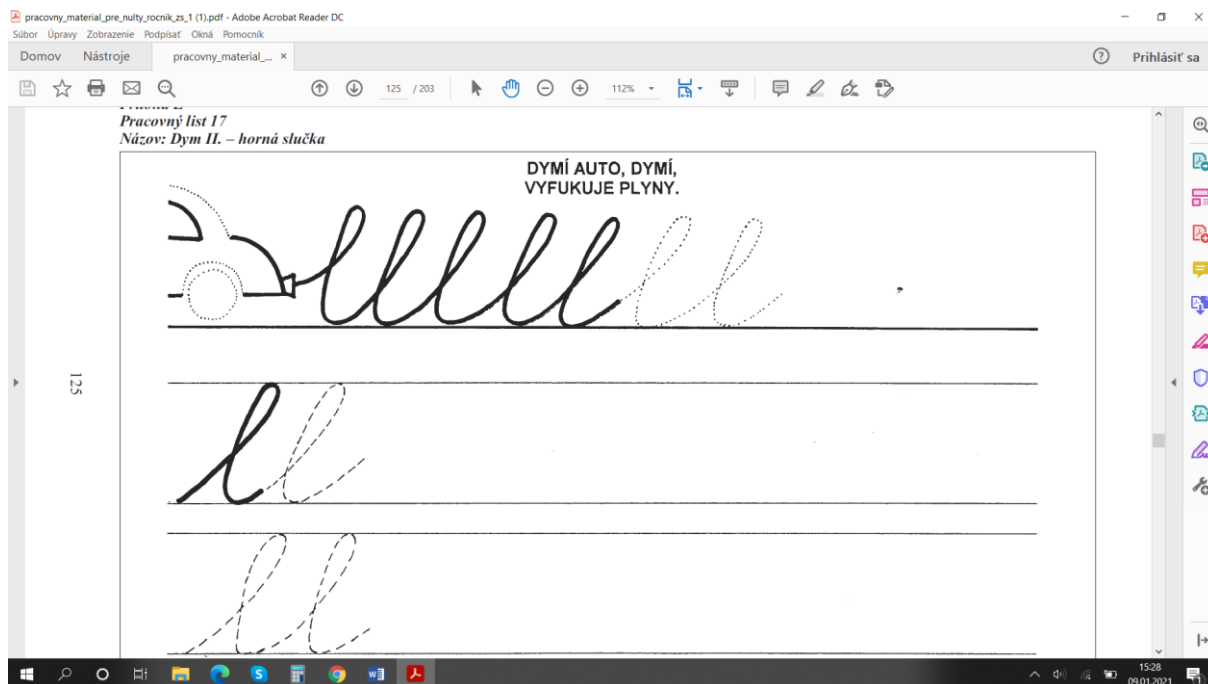 pracovny_material_pre_nulty_rocnik_zs_1 (1).pdf - Adobe Acrobat Reader DC
Súbor Úpravy Zobrazenie Podpísať Okná Pomocník
Domov Nástroje pracovny_material_... × Prihlásiť sa
125 / 203 112%
Pracovný list 17
Názov: Dym II. – horná slučka
DYMÍ AUTO, DYMÍ,
VYFUKUJE PLYNY.
125
15:28
09.01.2021